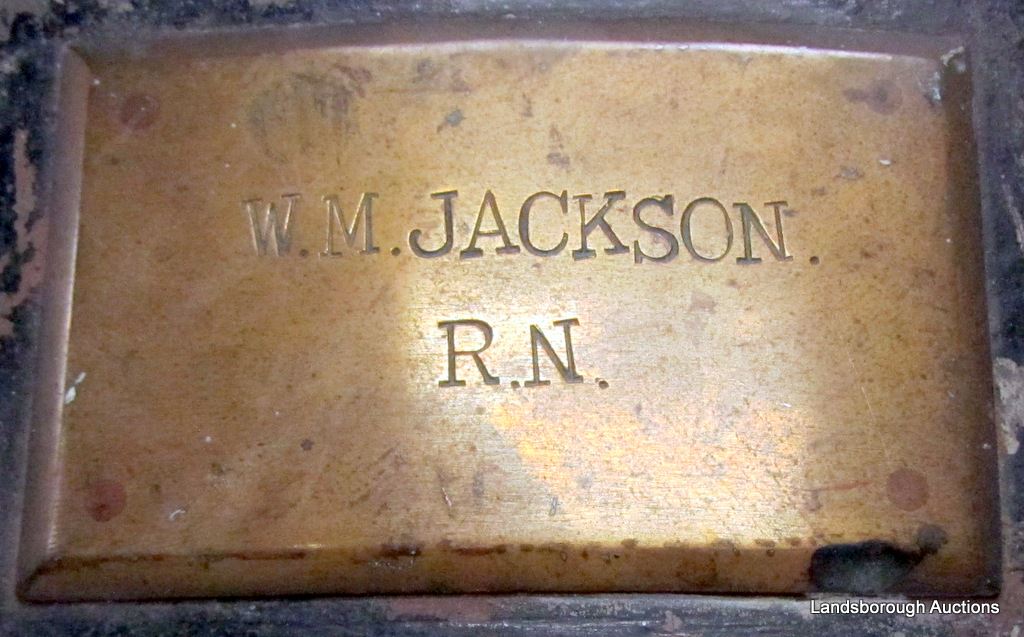 W.M.JACKSON.
R.N.
Landsborough Auctions